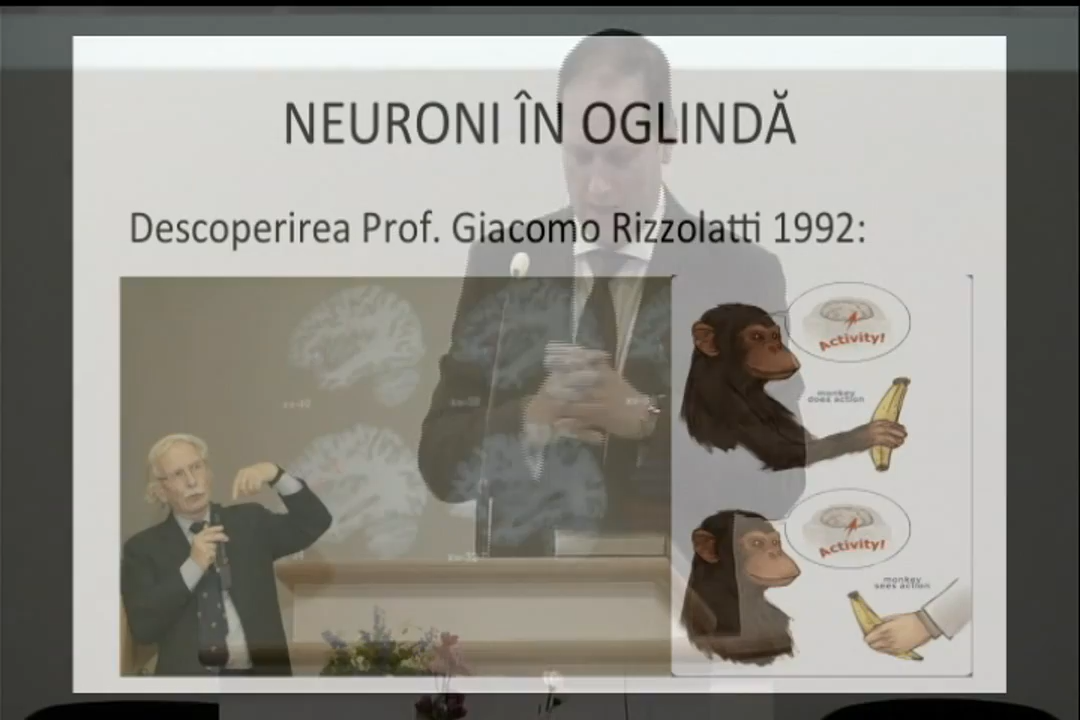 NEURONI ÎN OGLINDĂ
Descoperirea Prof. Giacomo Rizzolatti 1992:
Activity!
monkey
does action
Activity!
monkey
sees action